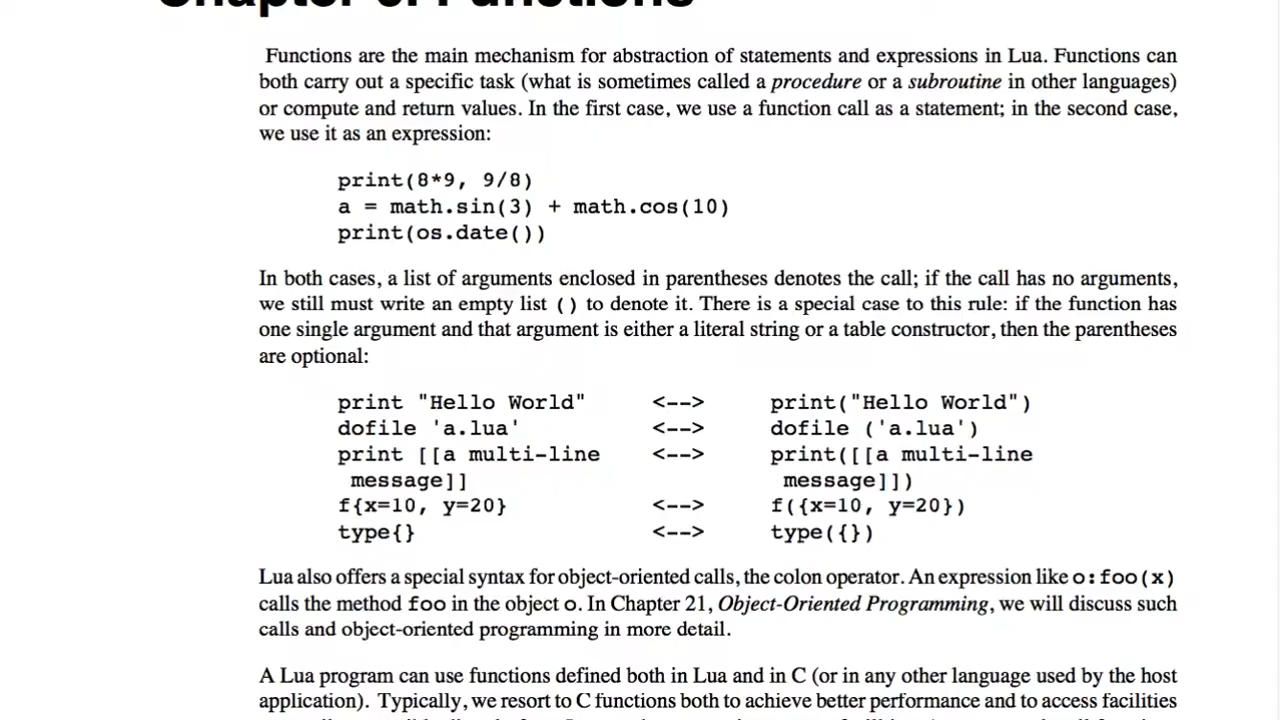 Functions are the main mechanism for abstraction of statements and expressions in Lua. Functions can
both carry out a specific task (what is sometimes called a procedure or a subroutine in other languages)
or compute and return values. In the first case, we use a function call as a statement; in the second case,
we use it as an expression:
print(8*9, 9/8)
a = math.sin(3) + math.cos(10)
print(os.date())
In both cases, a list of arguments enclosed in parentheses denotes the call; if the call has no arguments,
we still must write an empty list () to denote it. There is a special case to this rule: if the function has
one single argument and that argument is either a literal string or a table constructor, then the parentheses
are optional:
print "Hello World" <--> print("Hello World")
dofile 'a.lua' <--> dofile ('a.lua')
print [[a multi-line <--> print([[a multi-line
message]] message]])
f{x=10, y=20} <--> f({x=10, y=20})
type{} <--> type({})
Lua also offers a special syntax for object-oriented calls, the colon operator. An expression like o:foo(x)
calls the method foo in the object o. In Chapter 21, Object-Oriented Programming, we will discuss such
calls and object-oriented programming in more detail.
A Lua program can use functions defined both in Lua and in C (or in any other language used by the host
application). Typically, we resort to C functions both to achieve better performance and to access facilities